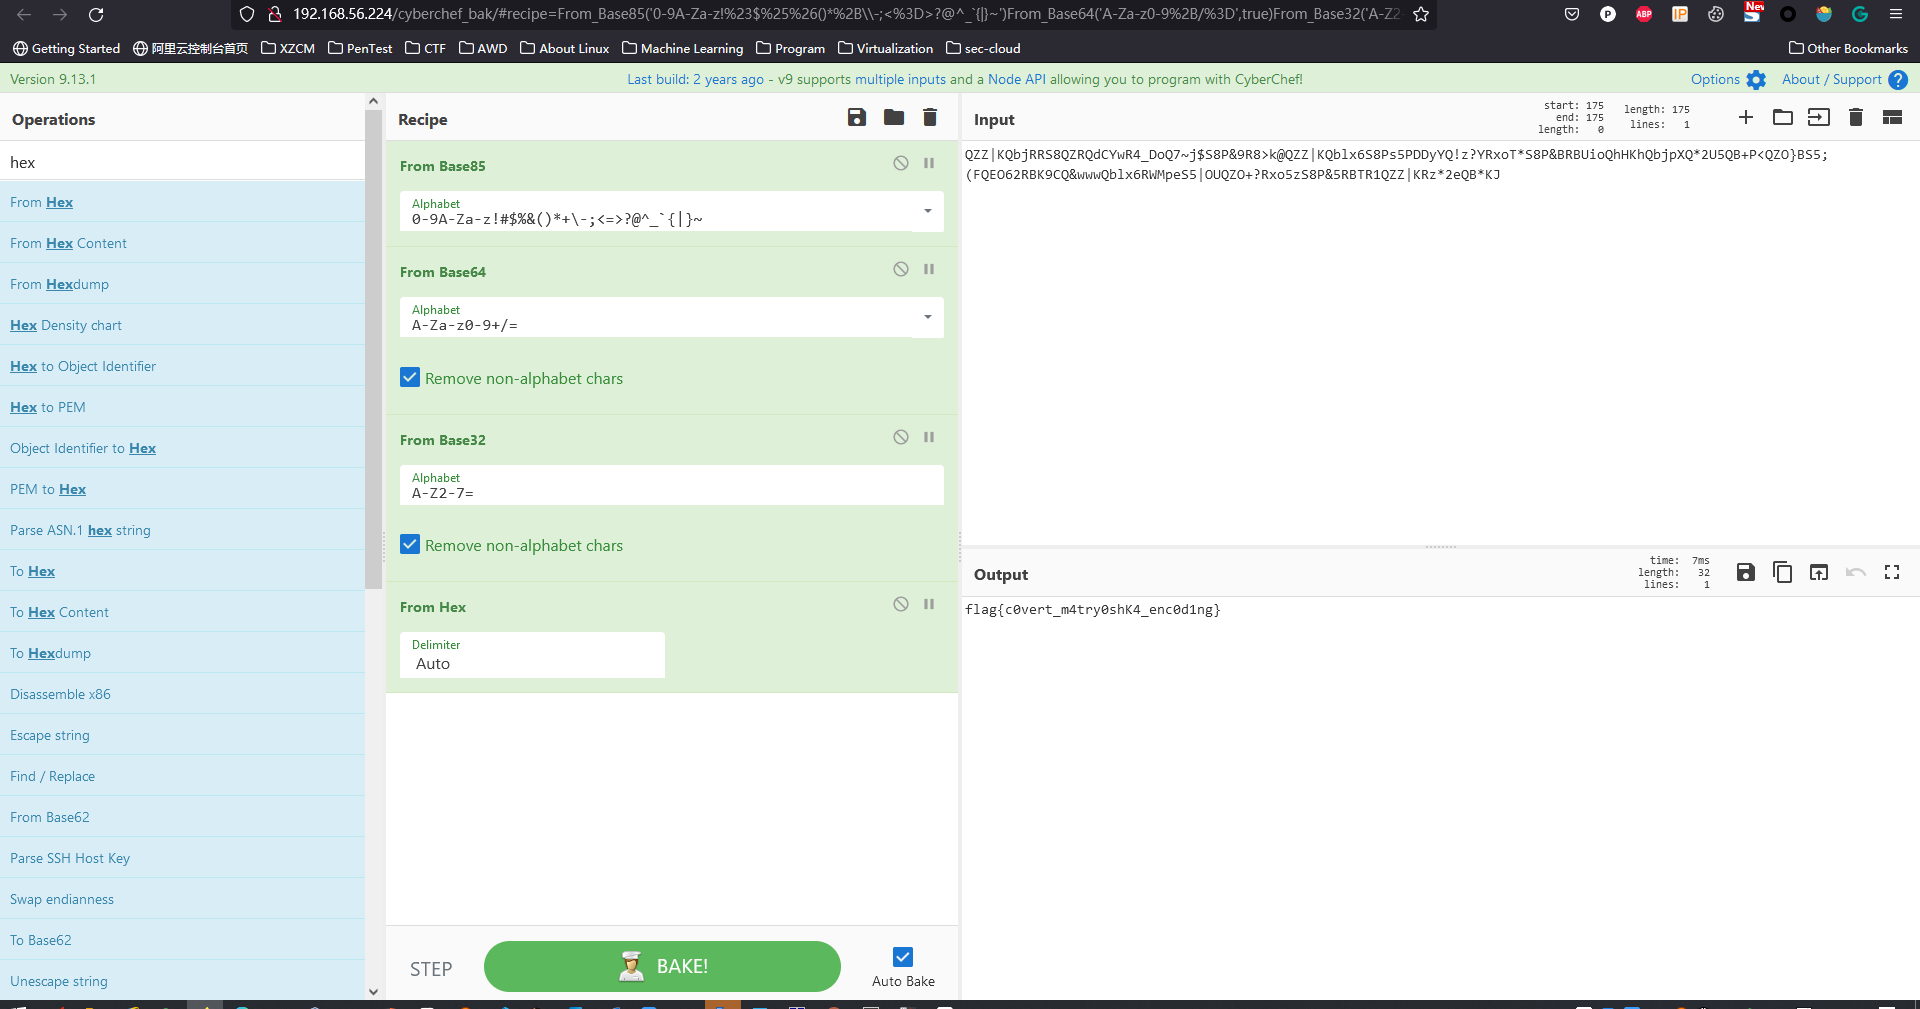 192.168.56.224/cyberchef_bak/#recipe=From_Base85('0-9A-Za-z!%23$%25%26()*%2B\\-;<%3D>?@^_`{|}~')From_Base64('A-Za-z0-9%2B/%3D',true)From_Base32('A-Z2
Getting Started 阿里云控制台首页 XZCM PenTest CTF AWD About Linux Machine Learning Program Virtualization sec-cloud Other Bookmarks
Version 9.13.1 Last build: 2 years ago - v9 supports multiple inputs and a Node API allowing you to program with CyberChef! Options About / Support
Operations
hex
From Hex
From Hex Content
From Hexdump
Hex Density chart
Hex to Object Identifier
Hex to PEM
Object Identifier to Hex
PEM to Hex
Parse ASN.1 hex string
To Hex
To Hex Content
To Hexdump
Disassemble x86
Escape string
Find / Replace
From Base62
Parse SSH Host Key
Swap endianness
To Base62
Unescape string
Recipe
From Base85
Alphabet
0-9A-Za-z!#$%&()*+\-;<=>?@^_`{|}~
From Base64
Alphabet
A-Za-z0-9+/=
Remove non-alphabet chars
From Base32
Alphabet
A-Z2-7=
Remove non-alphabet chars
From Hex
Delimiter
Auto
STEP
BAKE!
Auto Bake
Input
start: 175
end: 175
length: 0
length: 175
lines: 1
QZZ|KQbjRRS8QZRQdCYwR4_DoQ7~j$S8P&9R8>k@QZZ|KQblx6S8Ps5PDDyYQ!z?YRxoT*S8P&BRBUioQhHKhQbjpXQ*2U5QB+P<QZO}BS5;
(FQEO62RBK9CQ&wwwQblx6RWMpeS5|OUQZO+?Rxo5zS8P&5RBTR1QZZ|KRz*2eQB*KJ
Output
time: 7ms
length: 32
lines: 1
flag{c0vert_m4try0shK4_enc0d1ng}